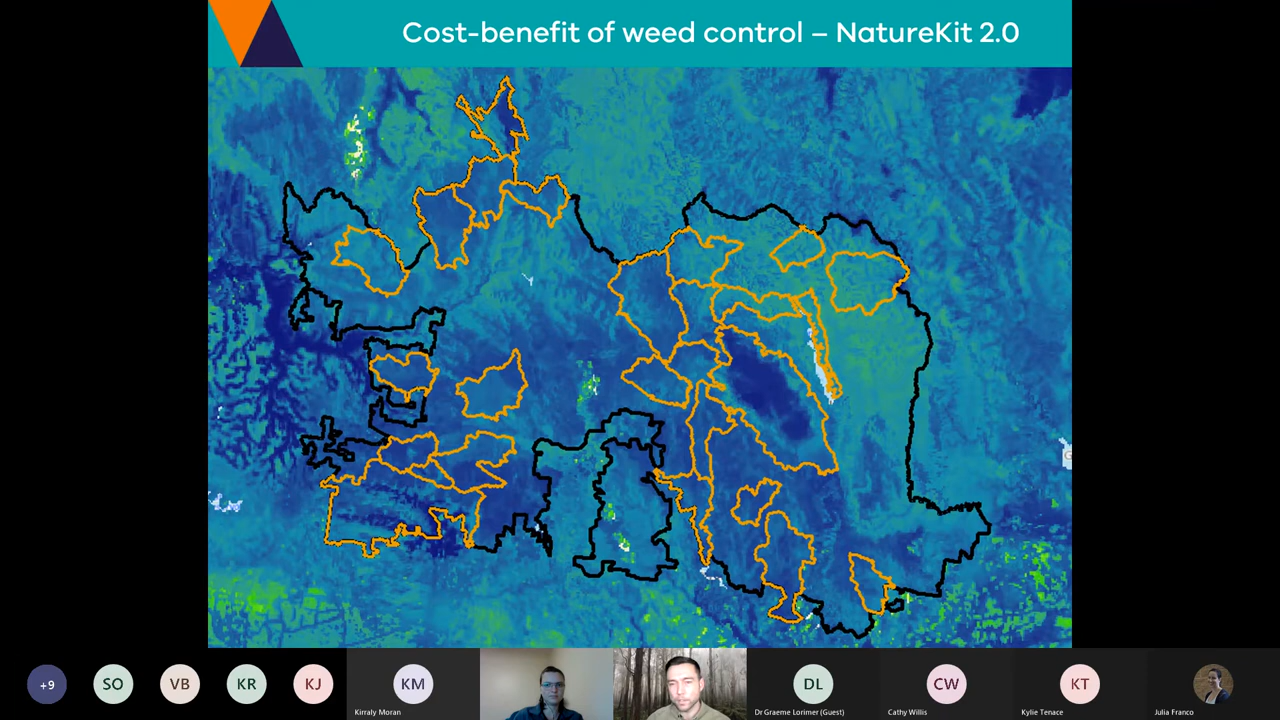 Cost-benefit of weed control – NatureKit 2.0
G
+9
SO
VB
KR
KJ
KM
DL
CW
KT
Kirraly Moran
Dr Graeme Lorimer (Guest)
Cathy Willis
Kylie Tenace
Julia Franco